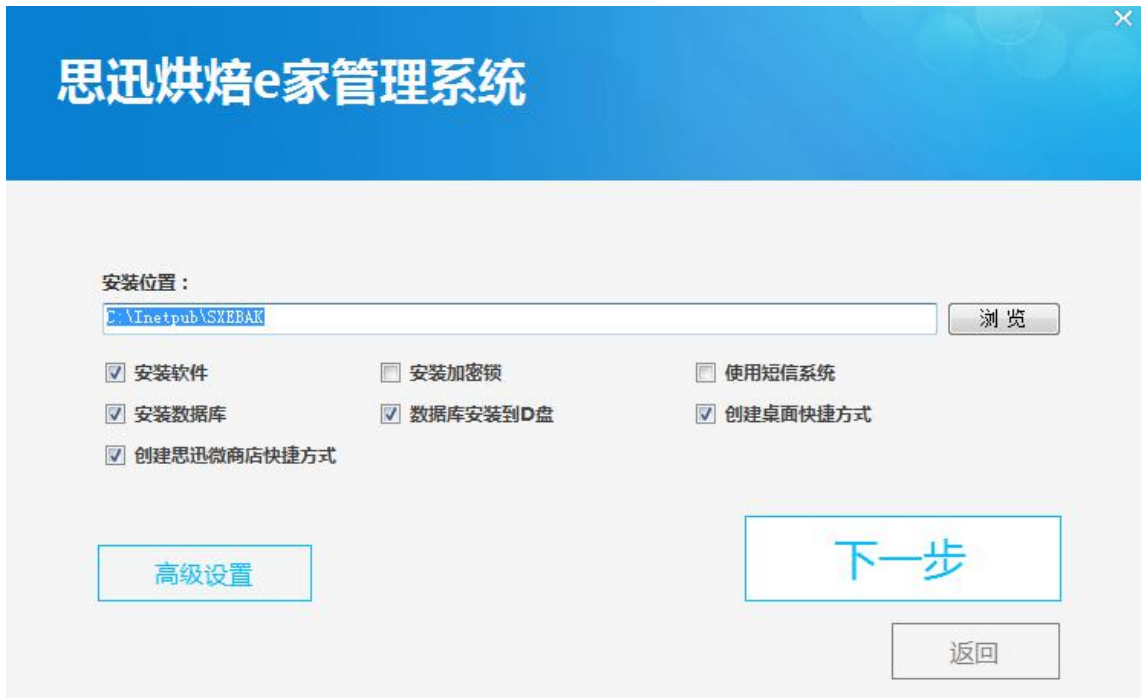 思迅烘焙e家管理系统
安装位置：
C:\Inetpub\SXEBAK
浏 览
安装软件
安装加密锁
使用短信系统
安装数据库
数据库安装到D盘
创建桌面快捷方式
创建思迅微商店快捷方式
高级设置
下一步
返回